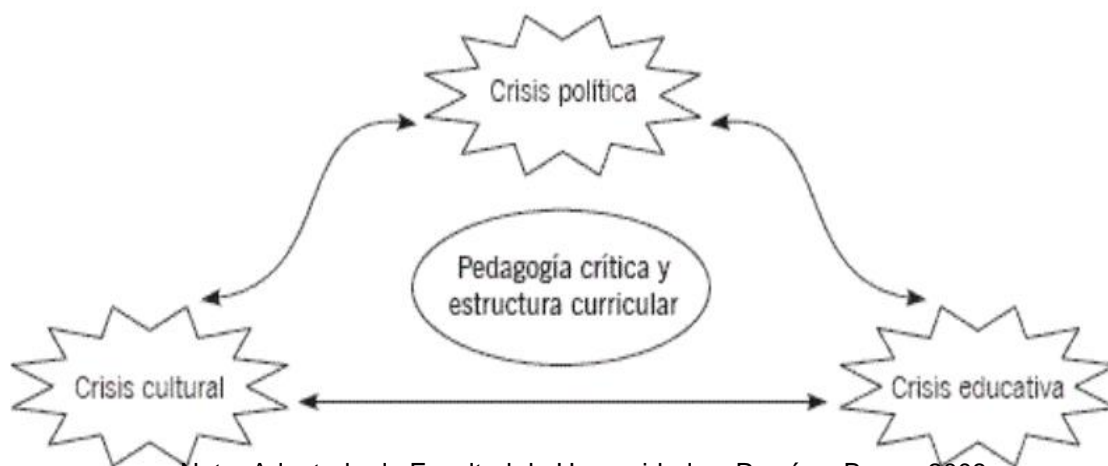 Crisis política
Pedagogía crítica y
estructura curricular
Crisis cultural
Crisis educativa